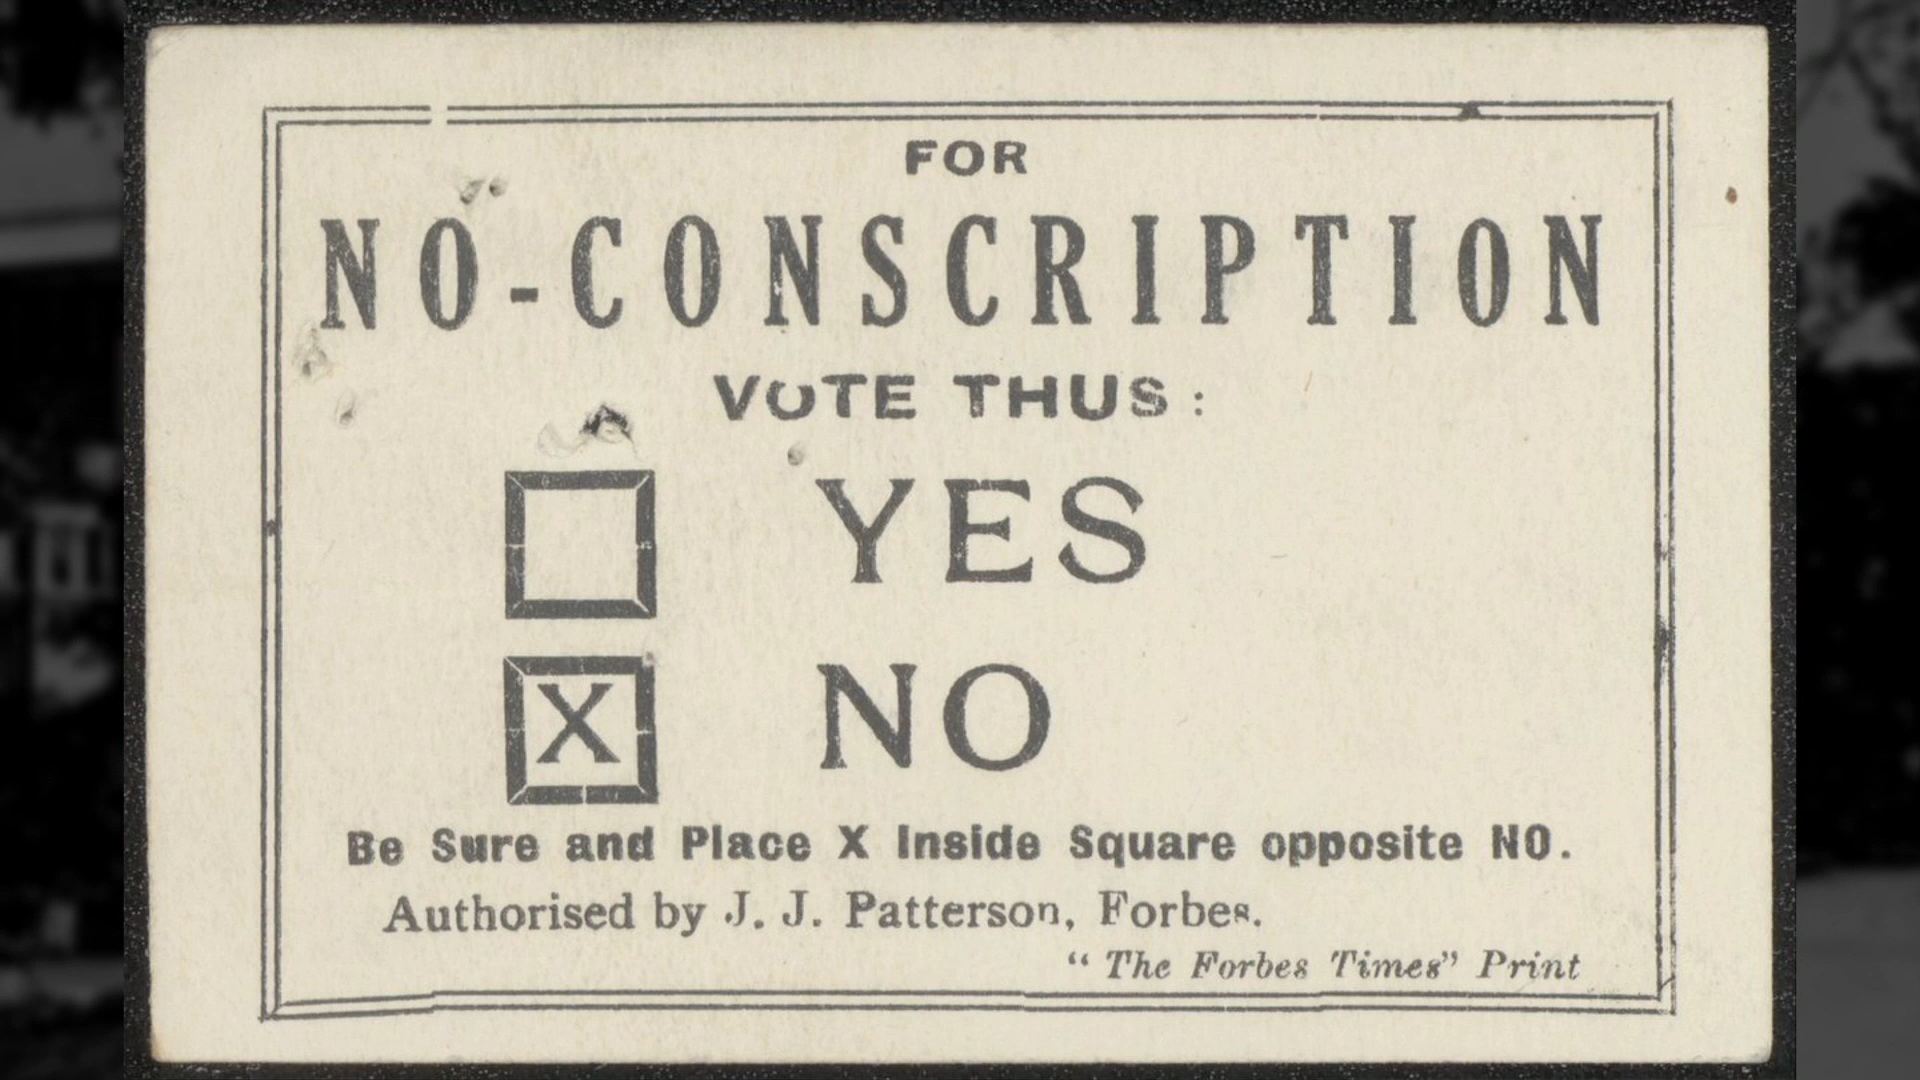 FOR
NO-CONSCRIPTION
VOTE THUS:
YES
X NO
Be Sure and Place X Inside Square opposite NO.
Authorised by J. J. Patterson, Forbes.
“The Forbes Times” Print